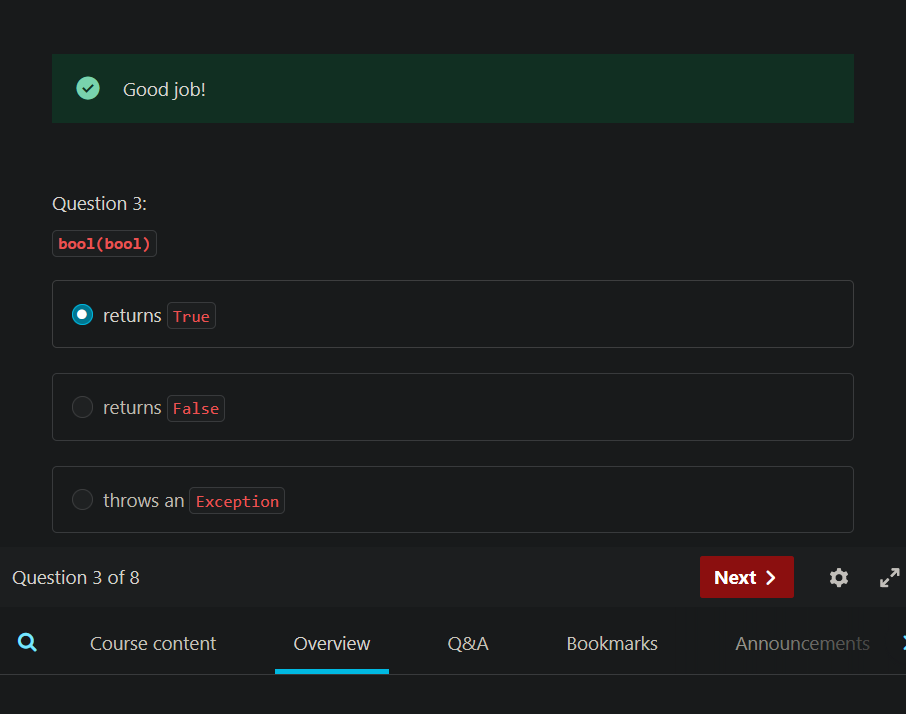 Good job!
Question 3:
bool(bool)
returns True
returns False
throws an Exception
Question 3 of 8
Next
Course content Overview Q&A Bookmarks Announcements